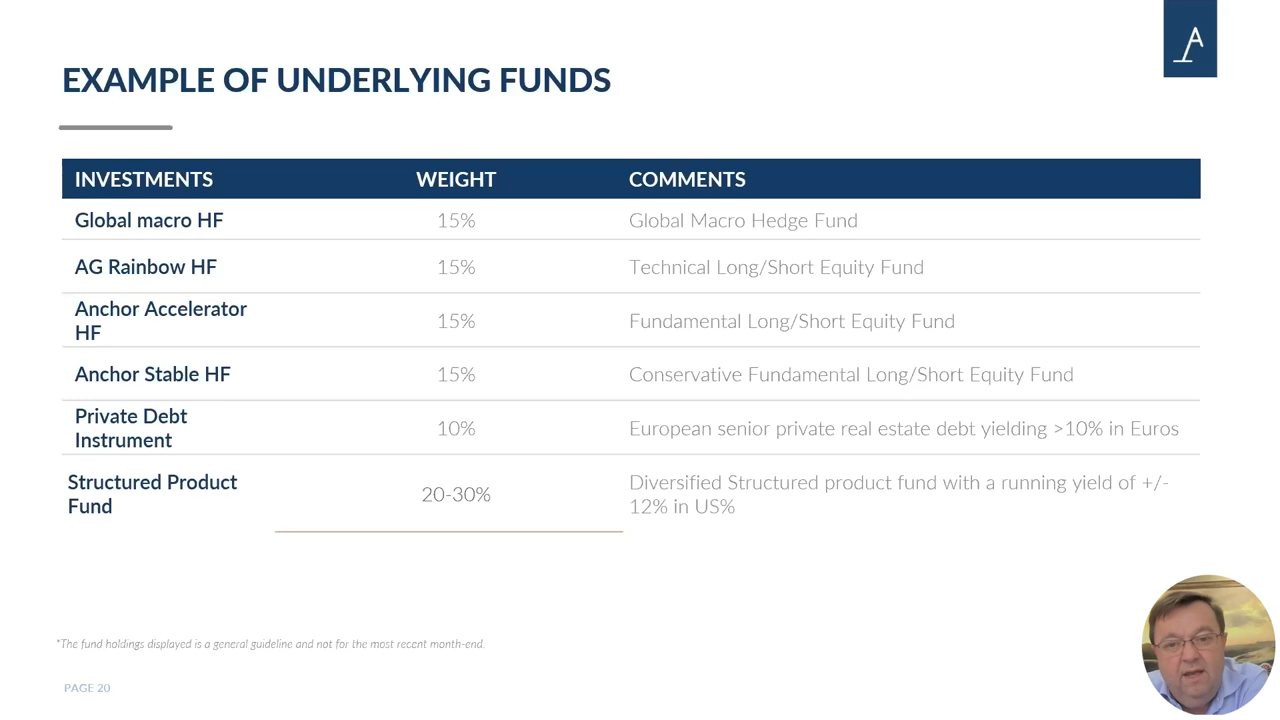 A
EXAMPLE OF UNDERLYING FUNDS
INVESTMENTS WEIGHT COMMENTS
Global macro HF 15% Global Macro Hedge Fund
AG Rainbow HF 15% Technical Long/Short Equity Fund
Anchor Accelerator
HF 15% Fundamental Long/Short Equity Fund
Anchor Stable HF 15% Conservative Fundamental Long/Short Equity Fund
Private Debt
Instrument 10% European senior private real estate debt yielding >10% in Euros
Structured Product
Fund 20-30% Diversified Structured product fund with a running yield of +/-
12% in US%
*The fund holdings displayed is a general guideline and not for the most recent month-end.
PAGE 20